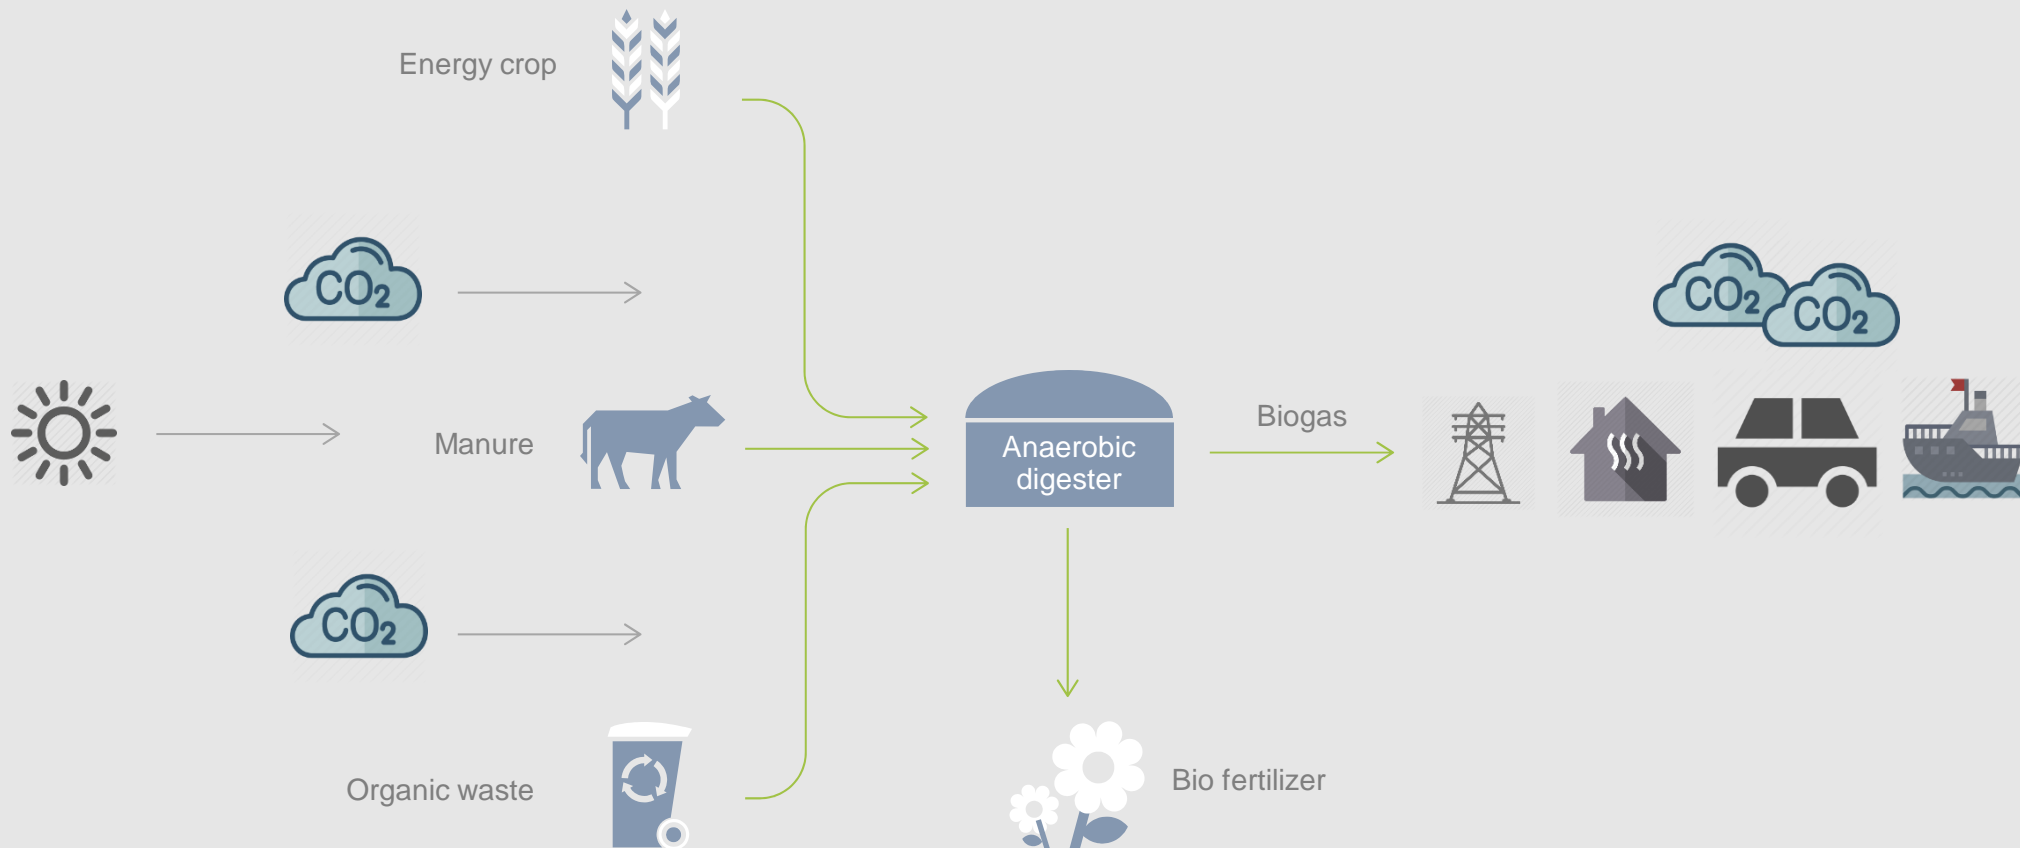 Energy crop
CO2
Manure
CO2
Organic waste
Anaerobic
digester
Biogas
Bio fertilizer
CO2
CO2